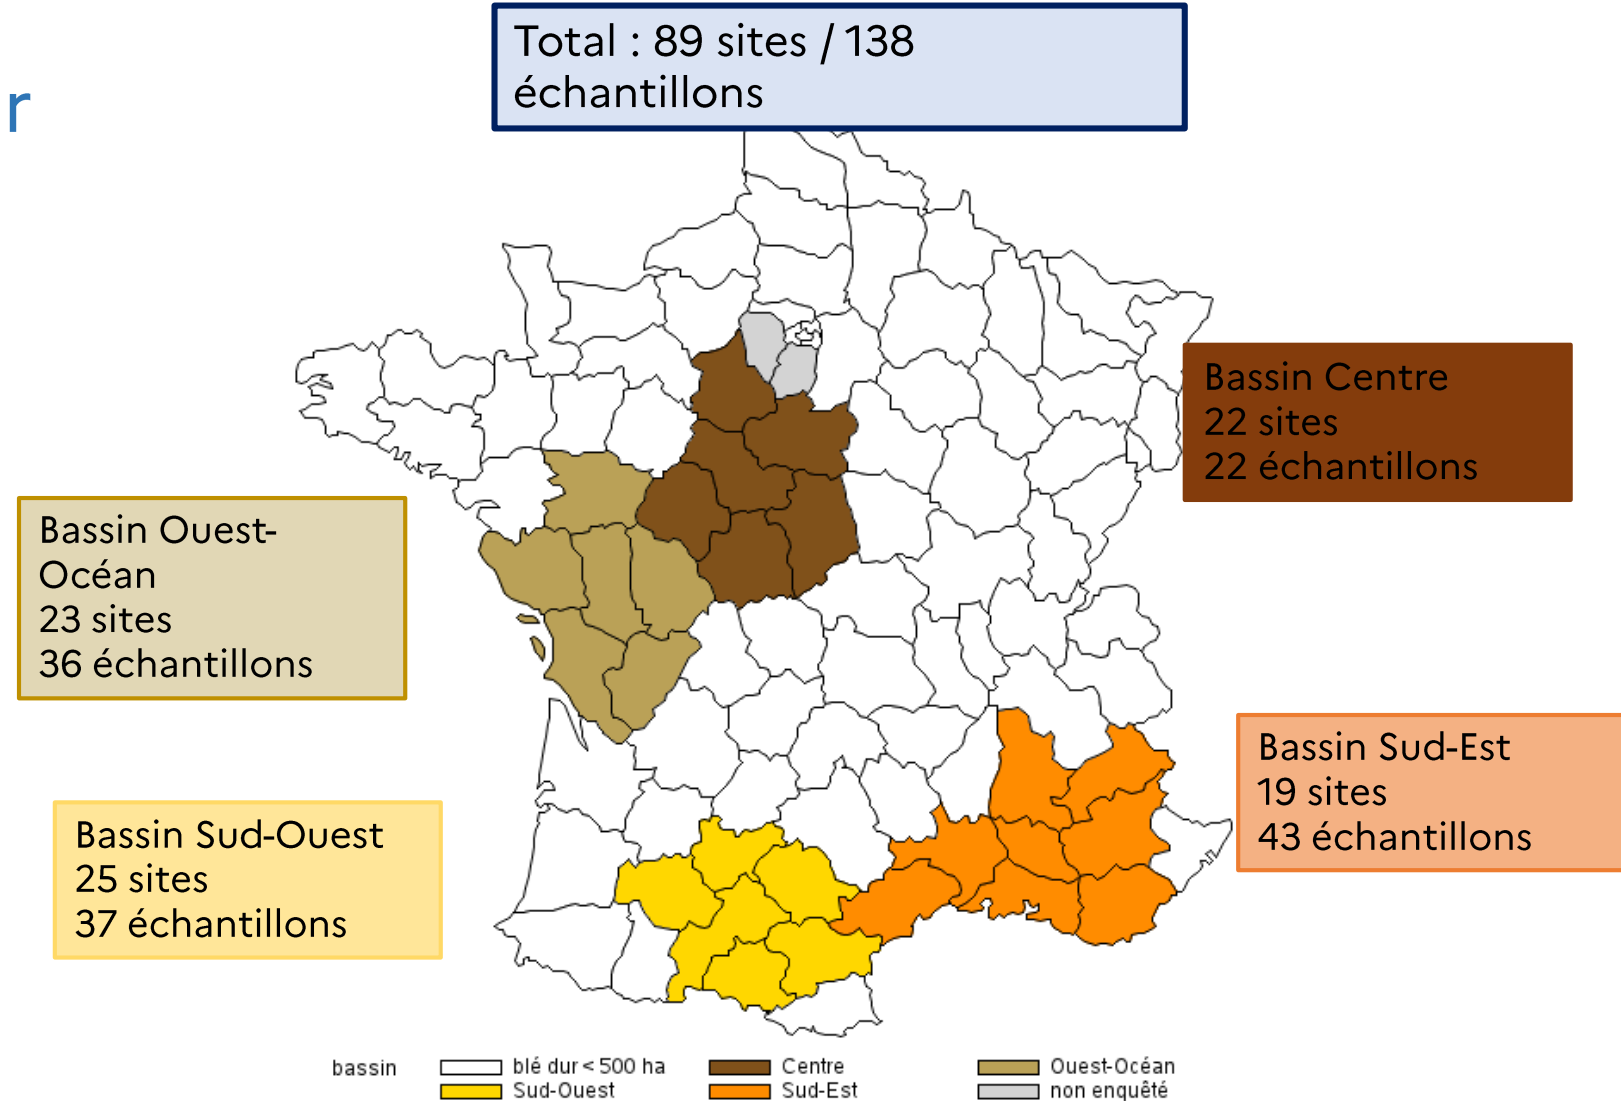 Total : 89 sites / 138
échantillons
r
Bassin Centre
22 sites
22 échantillons
Bassin Ouest-
Océan
23 sites
36 échantillons
Bassin Sud-Est
19 sites
43 échantillons
Bassin Sud-Ouest
25 sites
37 échantillons
bassin
blé dur < 500 ha
Centre
Ouest-Océan
Sud-Ouest
Sud-Est
non enquêté